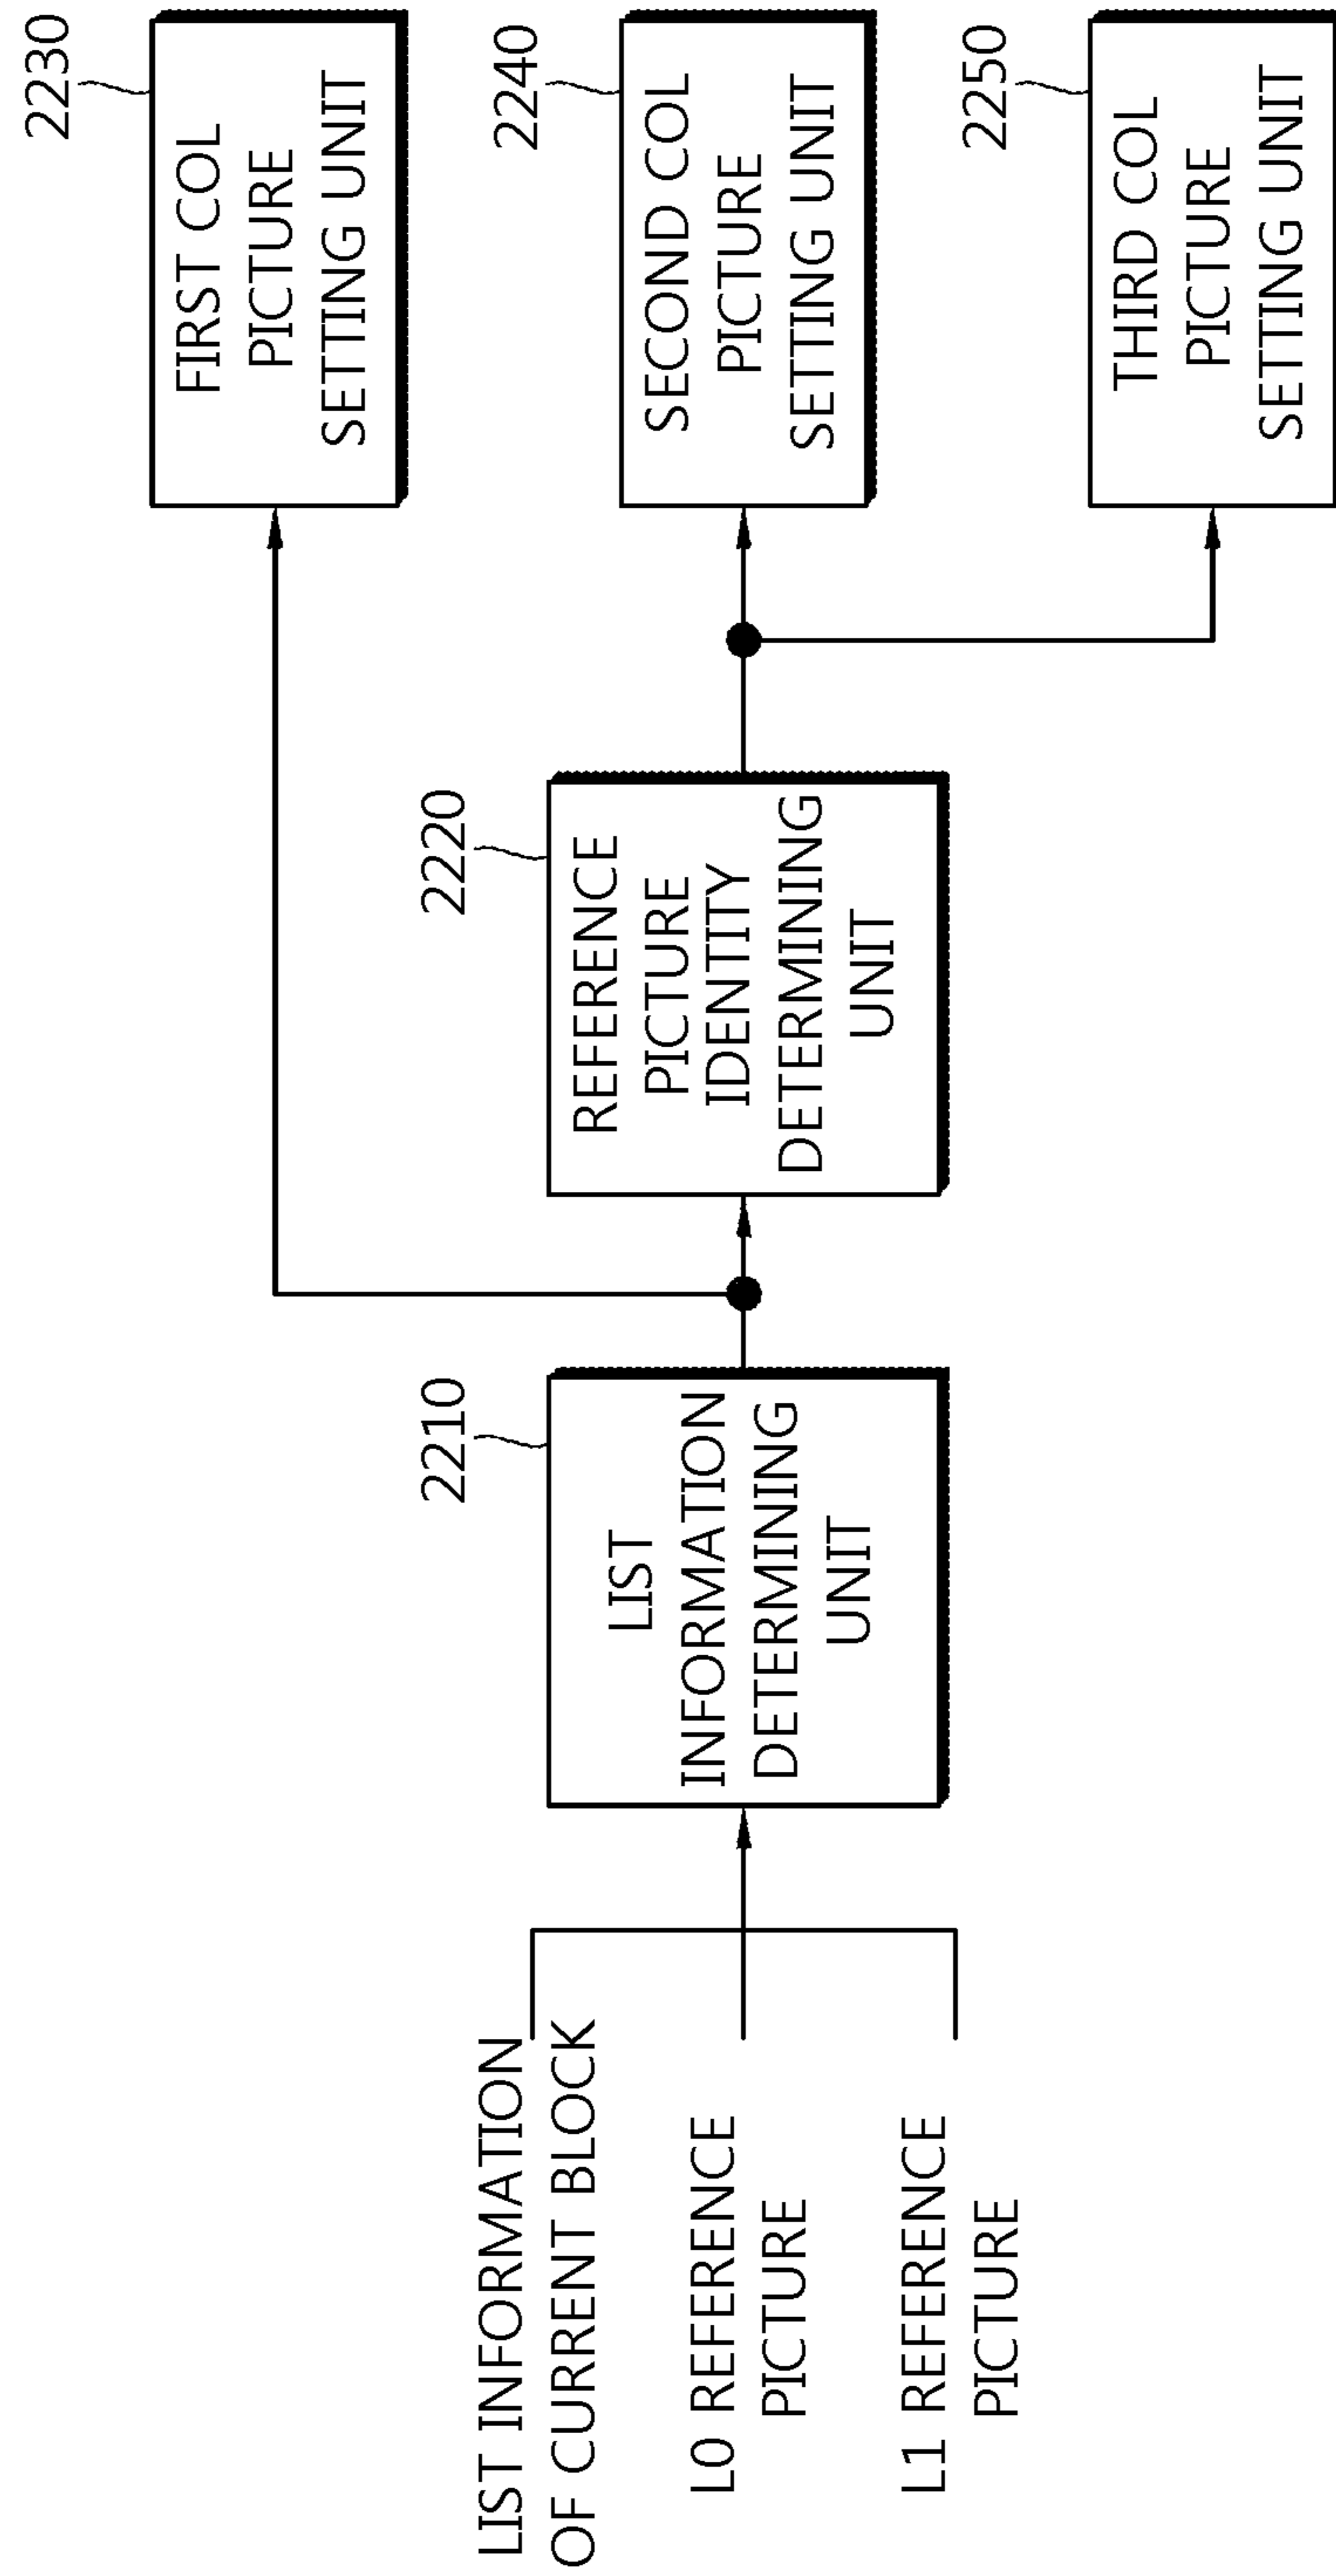 LIST INFORMATION
OF CURRENT BLOCK
L0 REFERENCE
PICTURE
L1 REFERENCE
PICTURE
2210
LIST
INFORMATION
DETERMINING
UNIT
2220
REFERENCE
PICTURE
IDENTITY
DETERMINING
UNIT
2230
FIRST COL
PICTURE
SETTING UNIT
2240
SECOND COL
PICTURE
SETTING UNIT
2250
THIRD COL
PICTURE
SETTING UNIT